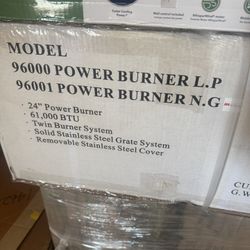 MODEL
96000 POWER BURNER L.P
96001 POWER BURNER N.G
· 24" Power Burner
· 61,000 BTU
· Twin Burner System
· Solid Stainless Steel Grate System
· Removable Stainless Steel Cover
CU
G. W